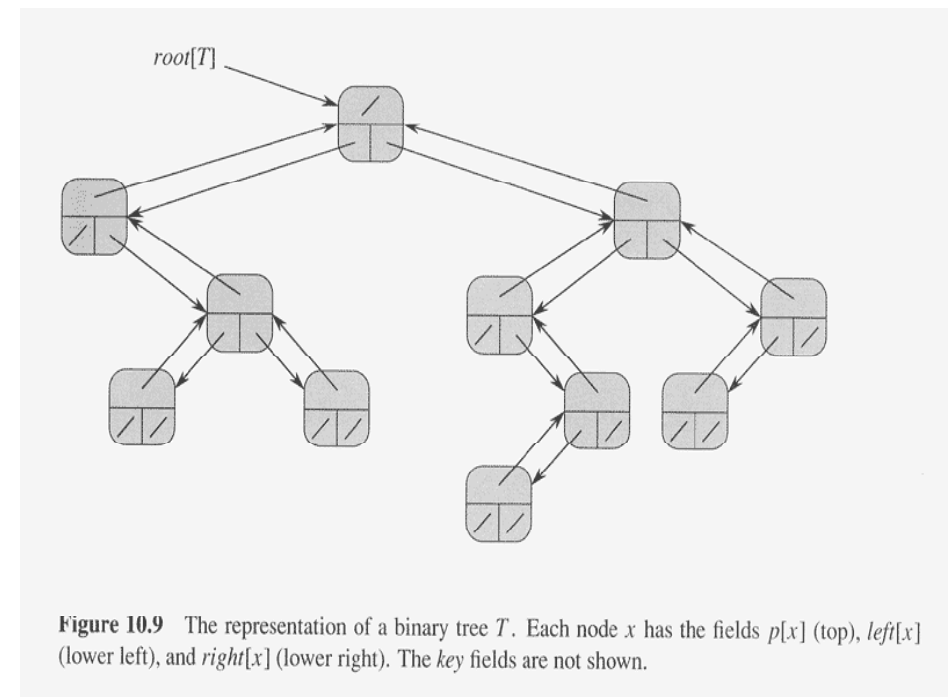 root[T]
Figure 10.9 The representation of a binary tree T. Each node x has the fields p[x] (top), left[x]
(lower left), and right[x] (lower right). The key fields are not shown.